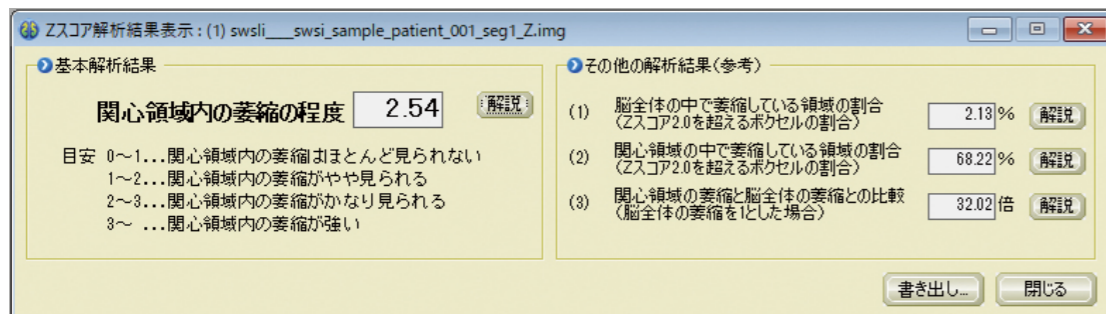 Zスコア解析結果表示 : (1) swsli___swsi_sample_patient_001_seg1_Z.img
基本解析結果
関心領域内の萎縮の程度 2.54 解説
目安 0～1...関心領域内の萎縮はほとんど見られない
1～2...関心領域内の萎縮がやや見られる
2～3...関心領域内の萎縮がかなり見られる
3～ ...関心領域内の萎縮が強い
その他の解析結果(参考)
(1) 脳全体の中で萎縮している領域の割合
(Zスコア2.0を超えるボクセルの割合) 2.13 % 解説
(2) 関心領域の中で萎縮している領域の割合
(Zスコア2.0を超えるボクセルの割合) 68.22 % 解説
(3) 関心領域の萎縮と脳全体の萎縮との比較
(脳全体の萎縮を1とした場合) 32.02 倍 解説
書き出し... 閉じる